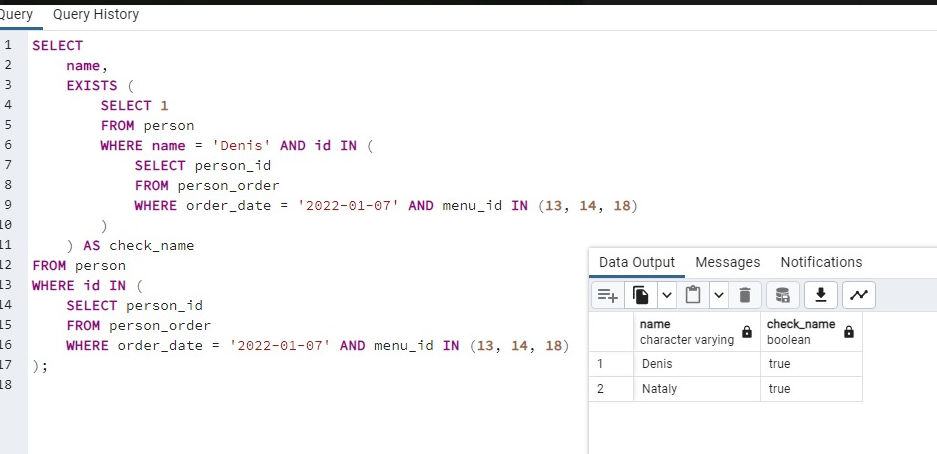 Query Query History
1 SELECT
2 name,
3 EXISTS (
4 SELECT 1
5 FROM person
6 WHERE name = 'Denis' AND id IN (
7 SELECT person_id
8 FROM person_order
9 WHERE order_date = '2022-01-07' AND menu_id IN (13, 14, 18)
10 )
11 ) AS check_name
12 FROM person
13 WHERE id IN (
14 SELECT person_id
15 FROM person_order
16 WHERE order_date = '2022-01-07' AND menu_id IN (13, 14, 18)
17 );
18
Data Output Messages Notifications
name check_name
character varying boolean
1 Denis true
2 Nataly true